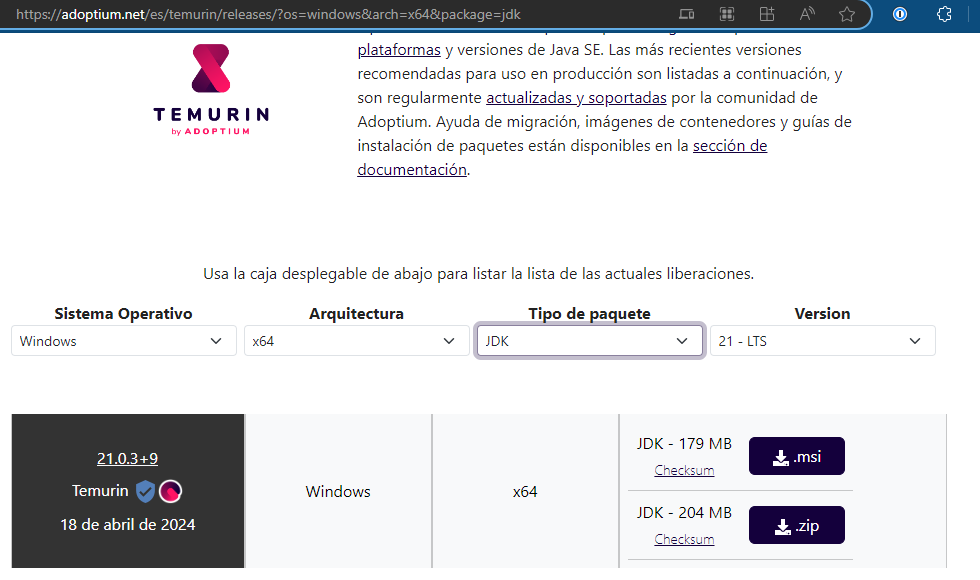 https://adoptium.net/es/temurin/releases/?os=windows&arch=x64&package=jdk
TEMURIN
by ADOPTIUM
plataformas y versiones de Java SE. Las más recientes versiones
recomendadas para uso en producción son listadas a continuación, y
son regularmente actualizadas y soportadas por la comunidad de
Adoptium. Ayuda de migración, imágenes de contenedores y guías de
instalación de paquetes están disponibles en la sección de
documentación.
Usa la caja desplegable de abajo para listar la lista de las actuales liberaciones.
Sistema Operativo Arquitectura Tipo de paquete Version
Windows x64 JDK 21 - LTS
21.0.3+9
Temurin
18 de abril de 2024
Windows
x64
JDK - 179 MB
Checksum
.msi
JDK - 204 MB
Checksum
.zip